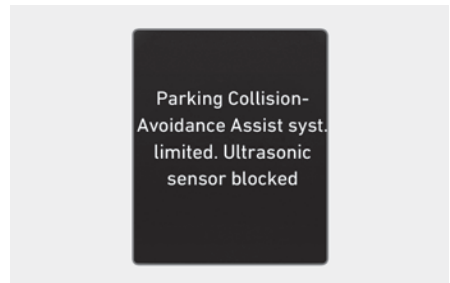 Parking Collision-
Avoidance Assist syst.
limited. Ultrasonic
sensor blocked